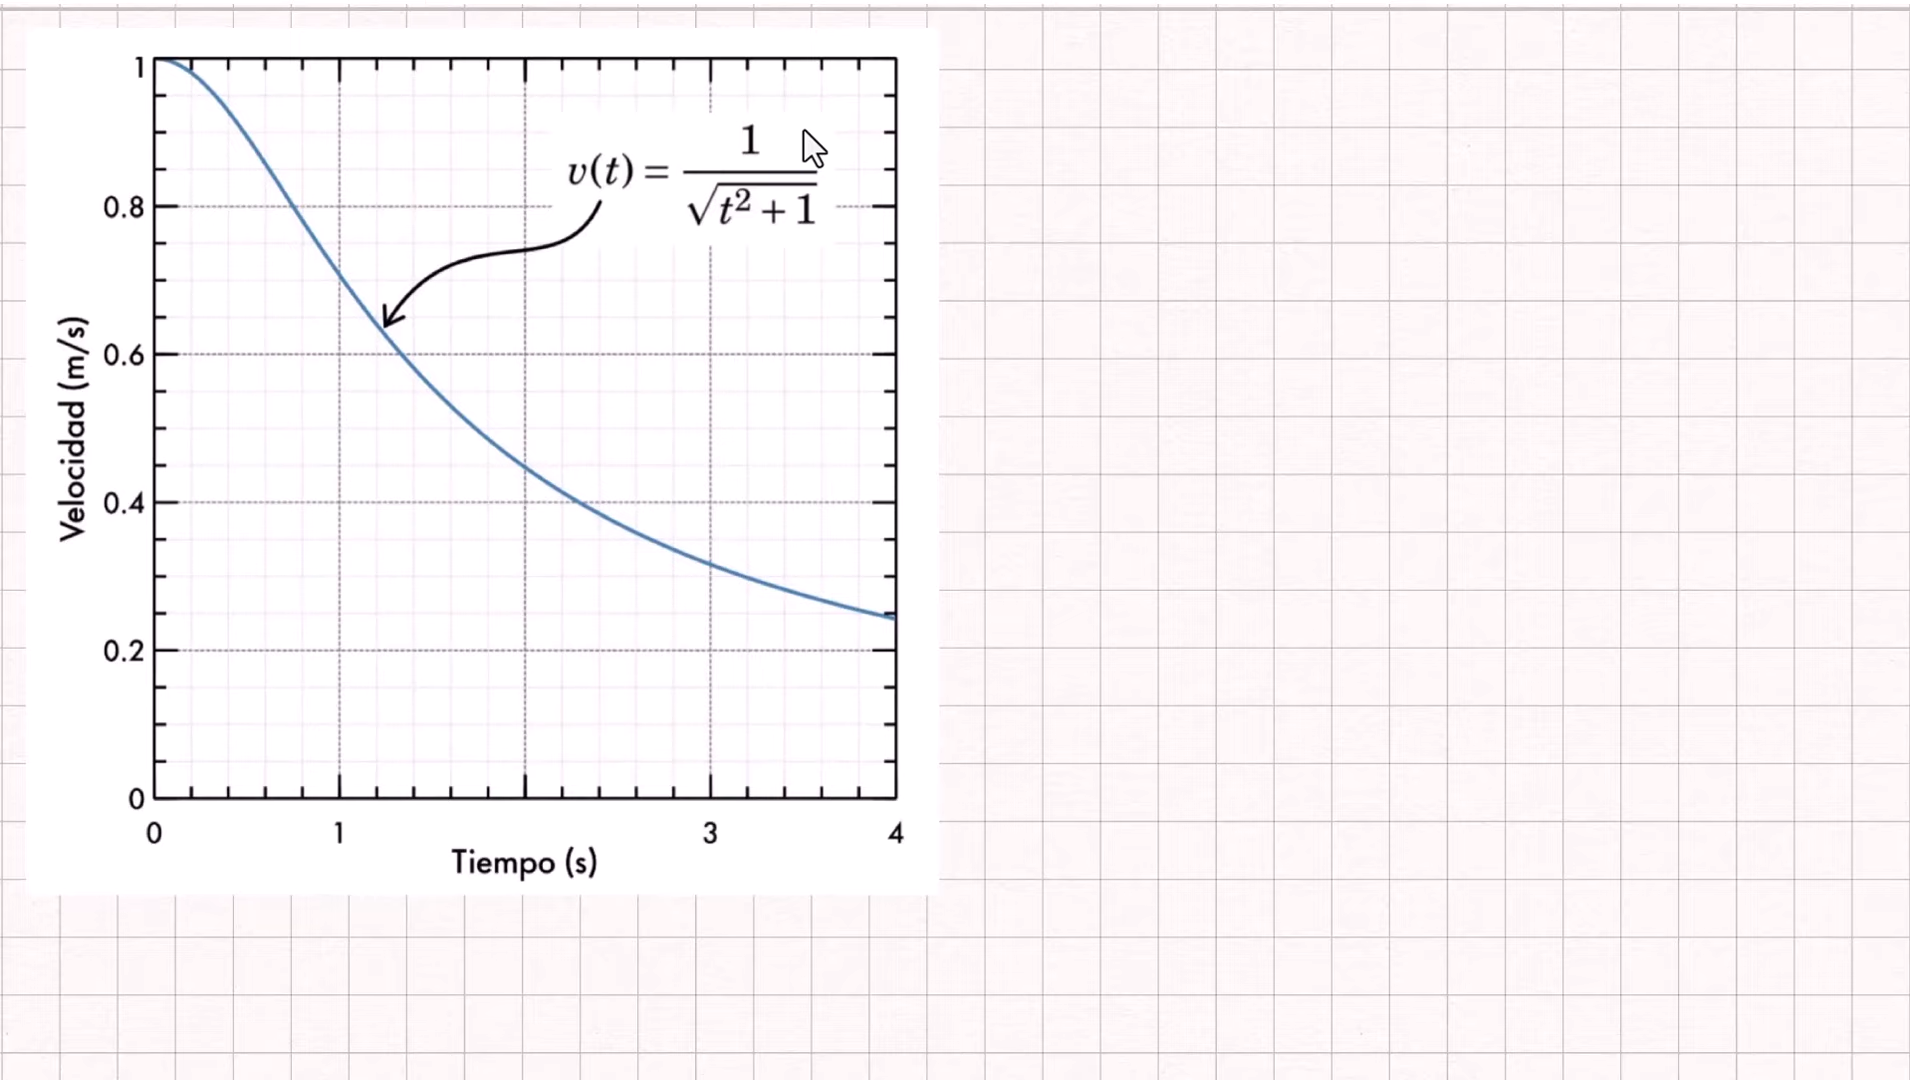 1
0.8
0.6
0.4
0.2
0
Velocidad (m/s)
v(t) = 1 / √(t² + 1)
0 1 3 4
Tiempo (s)